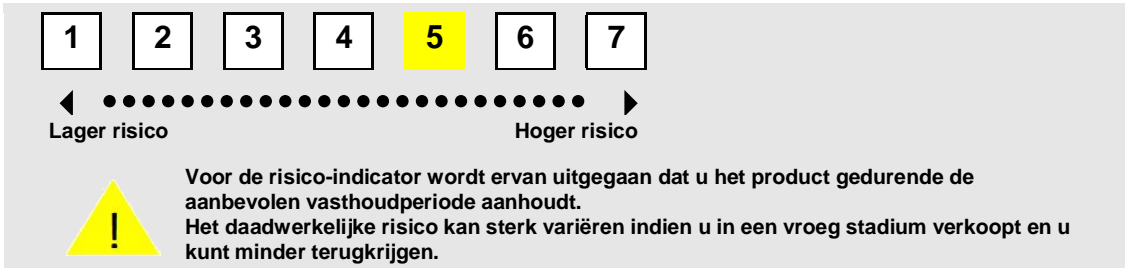 1 2 3 4 5 6 7
Lager risico Hoger risico
!
Voor de risico-indicator wordt ervan uitgegaan dat u het product gedurende de
aanbevolen vasthoudperiode aanhoudt.
Het daadwerkelijke risico kan sterk variëren indien u in een vroeg stadium verkoopt en u
kunt minder terugkrijgen.